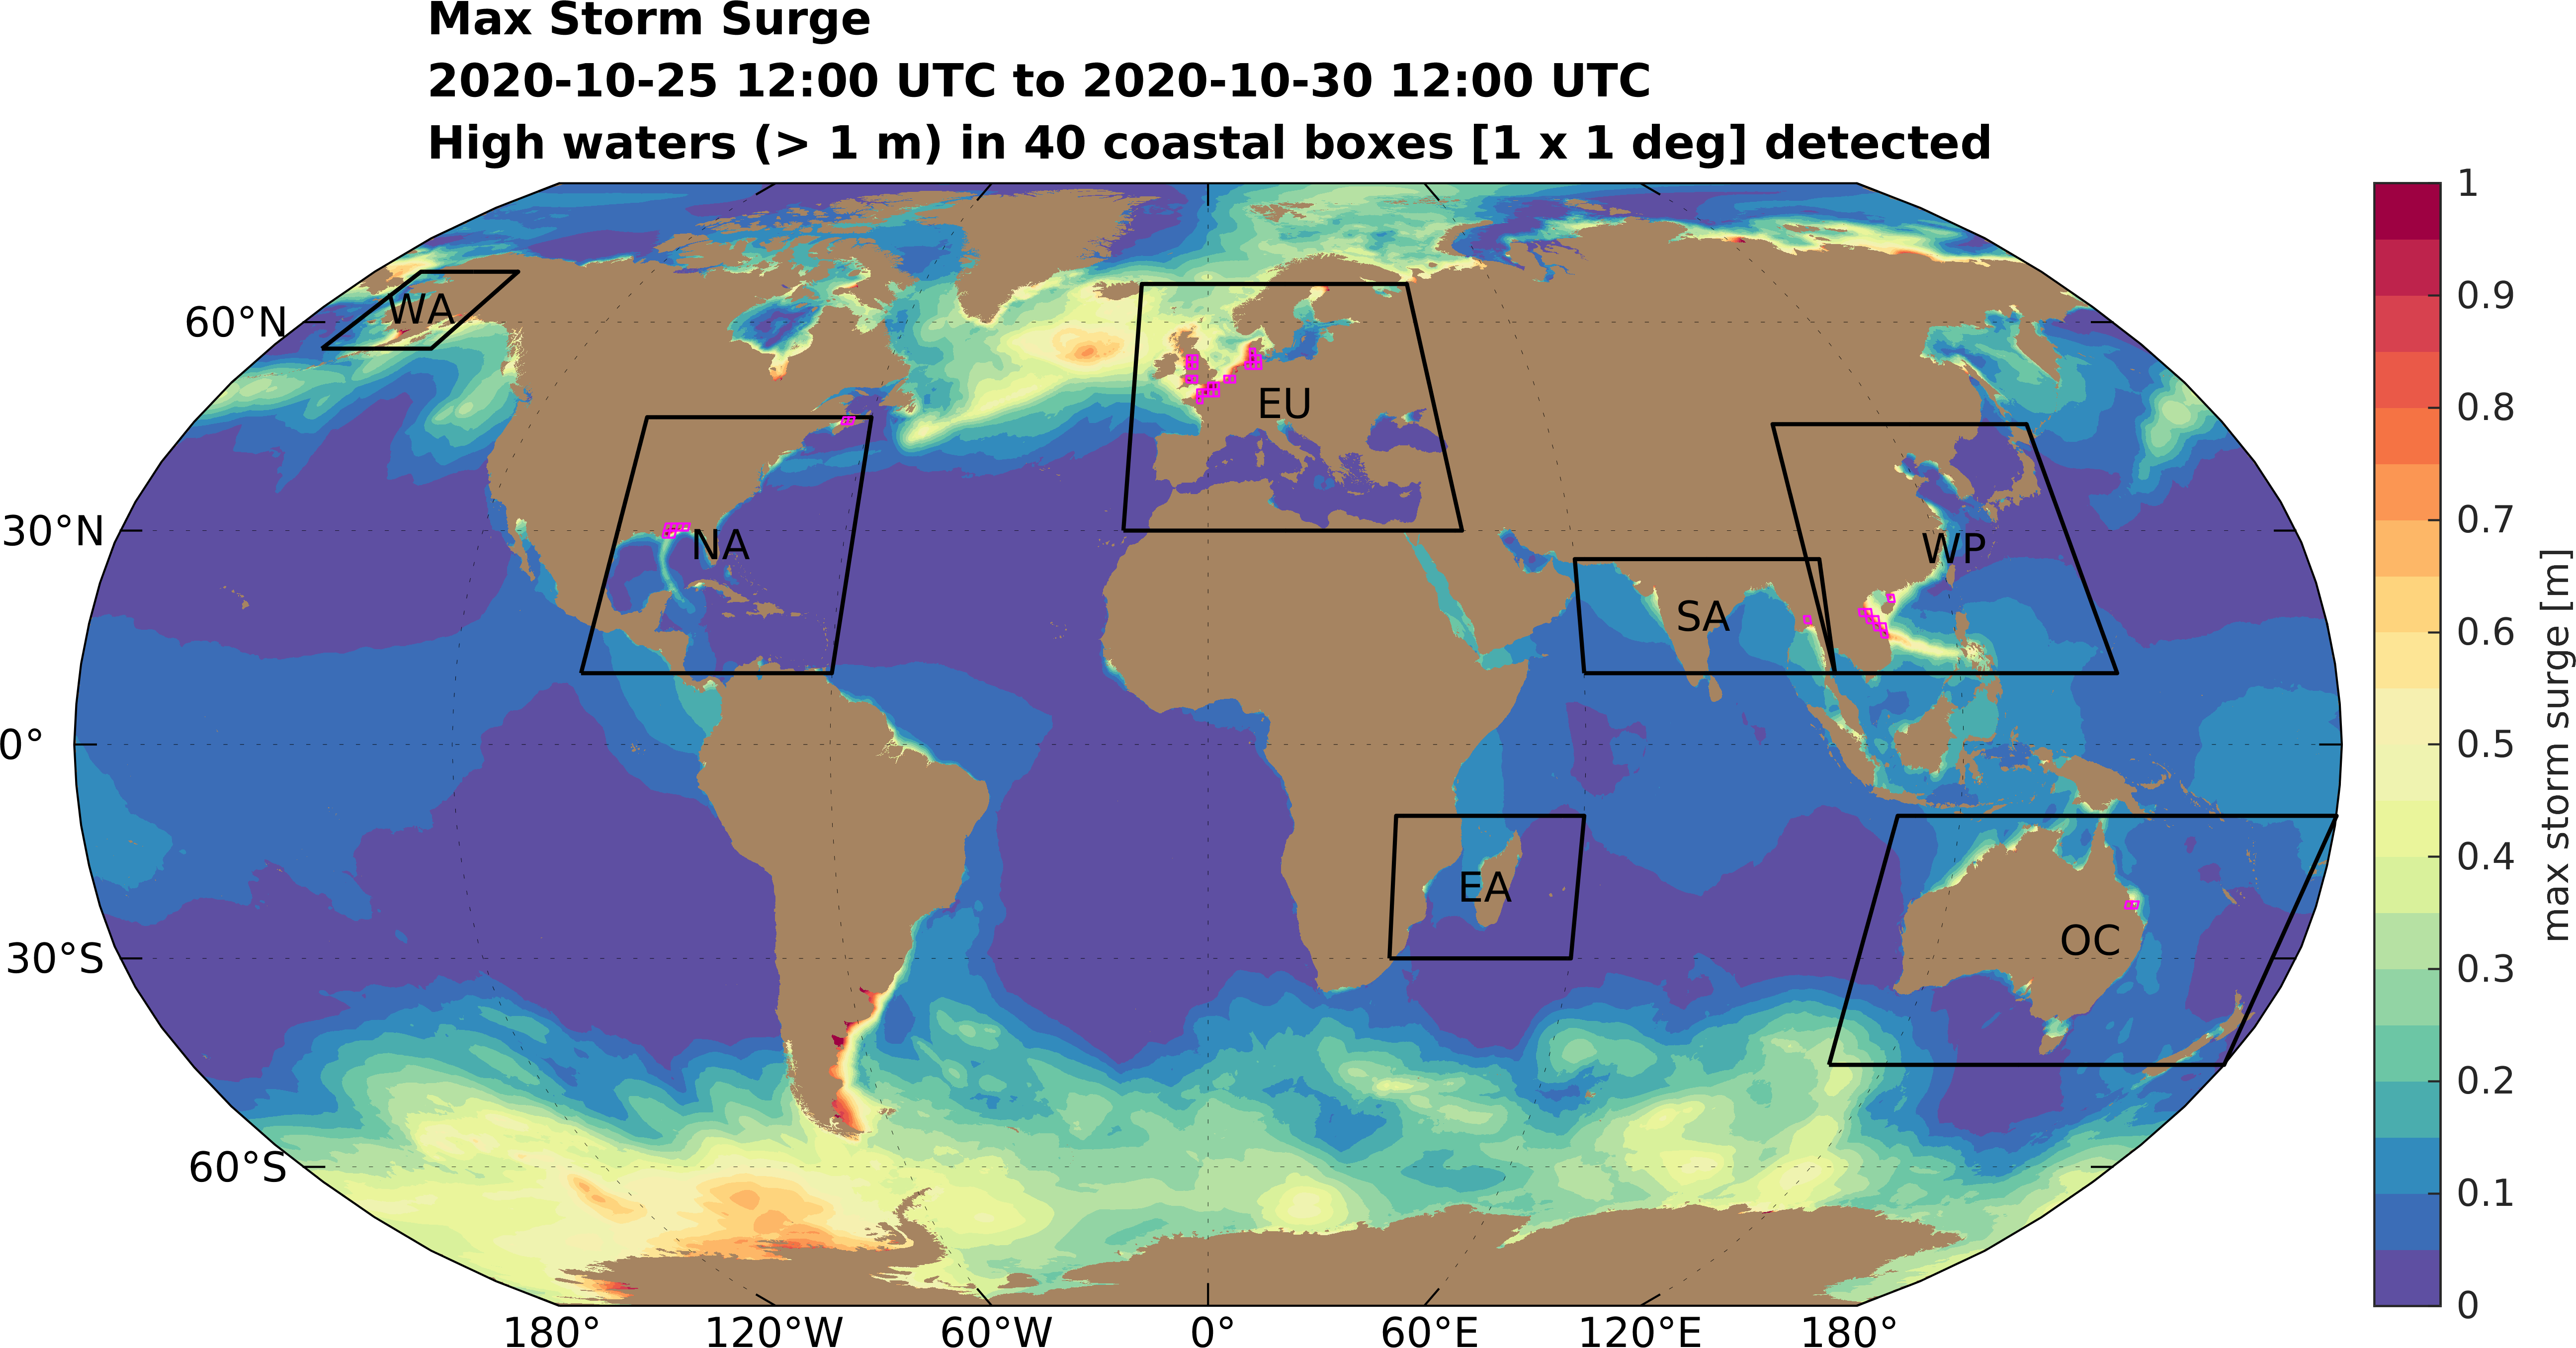 Max Storm Surge
2020-10-25 12:00 UTC to 2020-10-30 12:00 UTC
High waters (> 1 m) in 40 coastal boxes [1 x 1 deg] detected
60°N
30°N
0°
30°S
60°S
WA
NA
EU
SA
WP
EA
OC
180°
120°W
60°W
0°
60°E
120°E
180°
1
0.9
0.8
0.7
0.6
0.5
0.4
0.3
0.2
0.1
0
max storm surge [m]